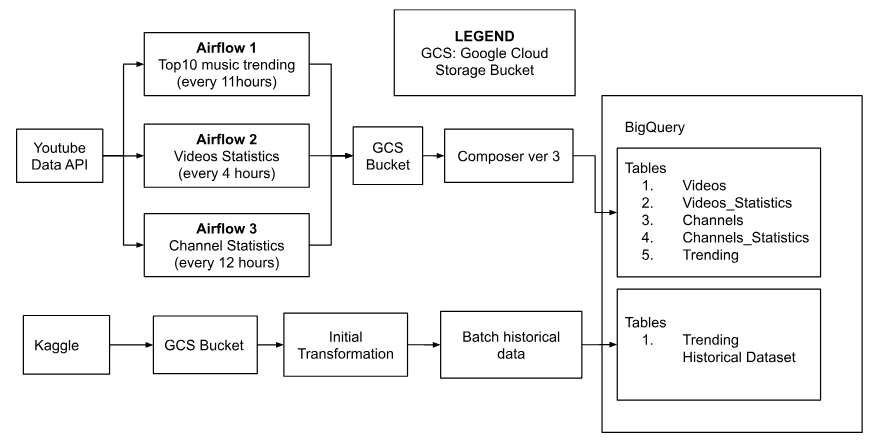 LEGEND
GCS: Google Cloud
Storage Bucket
Airflow 1
Top10 music trending
(every 11hours)
Youtube
Data API
Airflow 2
Videos Statistics
(every 4 hours)
Airflow 3
Channel Statistics
(every 12 hours)
GCS
Bucket
Composer ver 3
BigQuery
Tables
1. Videos
2. Videos_Statistics
3. Channels
4. Channels_Statistics
5. Trending
Kaggle
GCS Bucket
Initial
Transformation
Batch historical
data
Tables
1. Trending
Historical Dataset